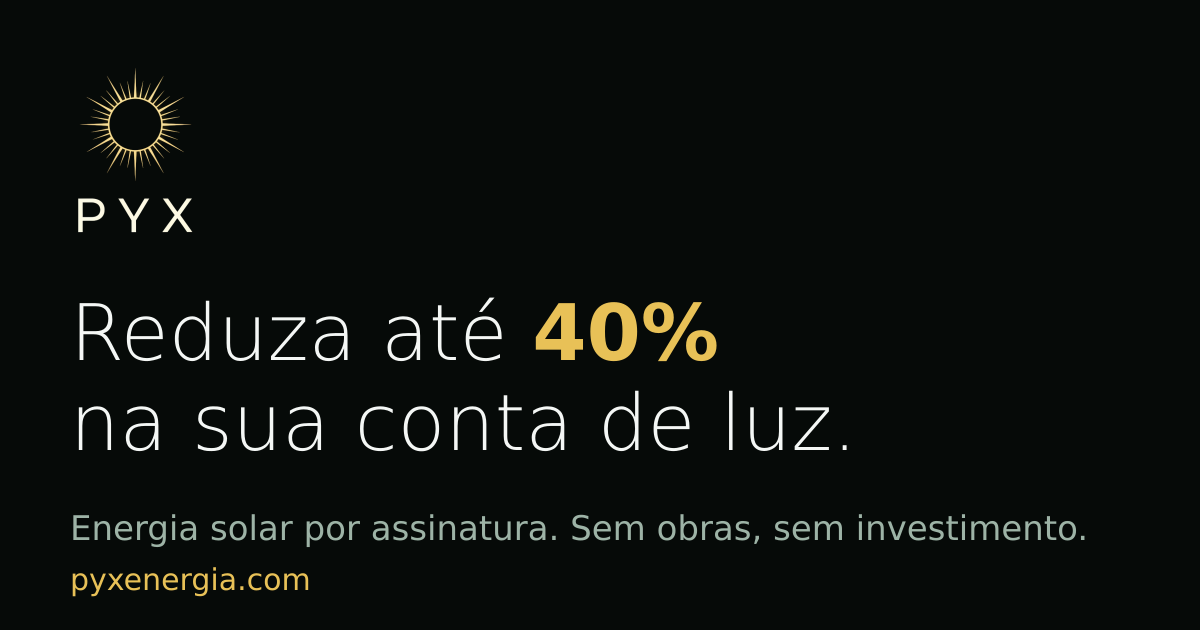 PYX
Reduza até 40%
na sua conta de luz.
Energia solar por assinatura. Sem obras, sem investimento.
pyxenergia.com